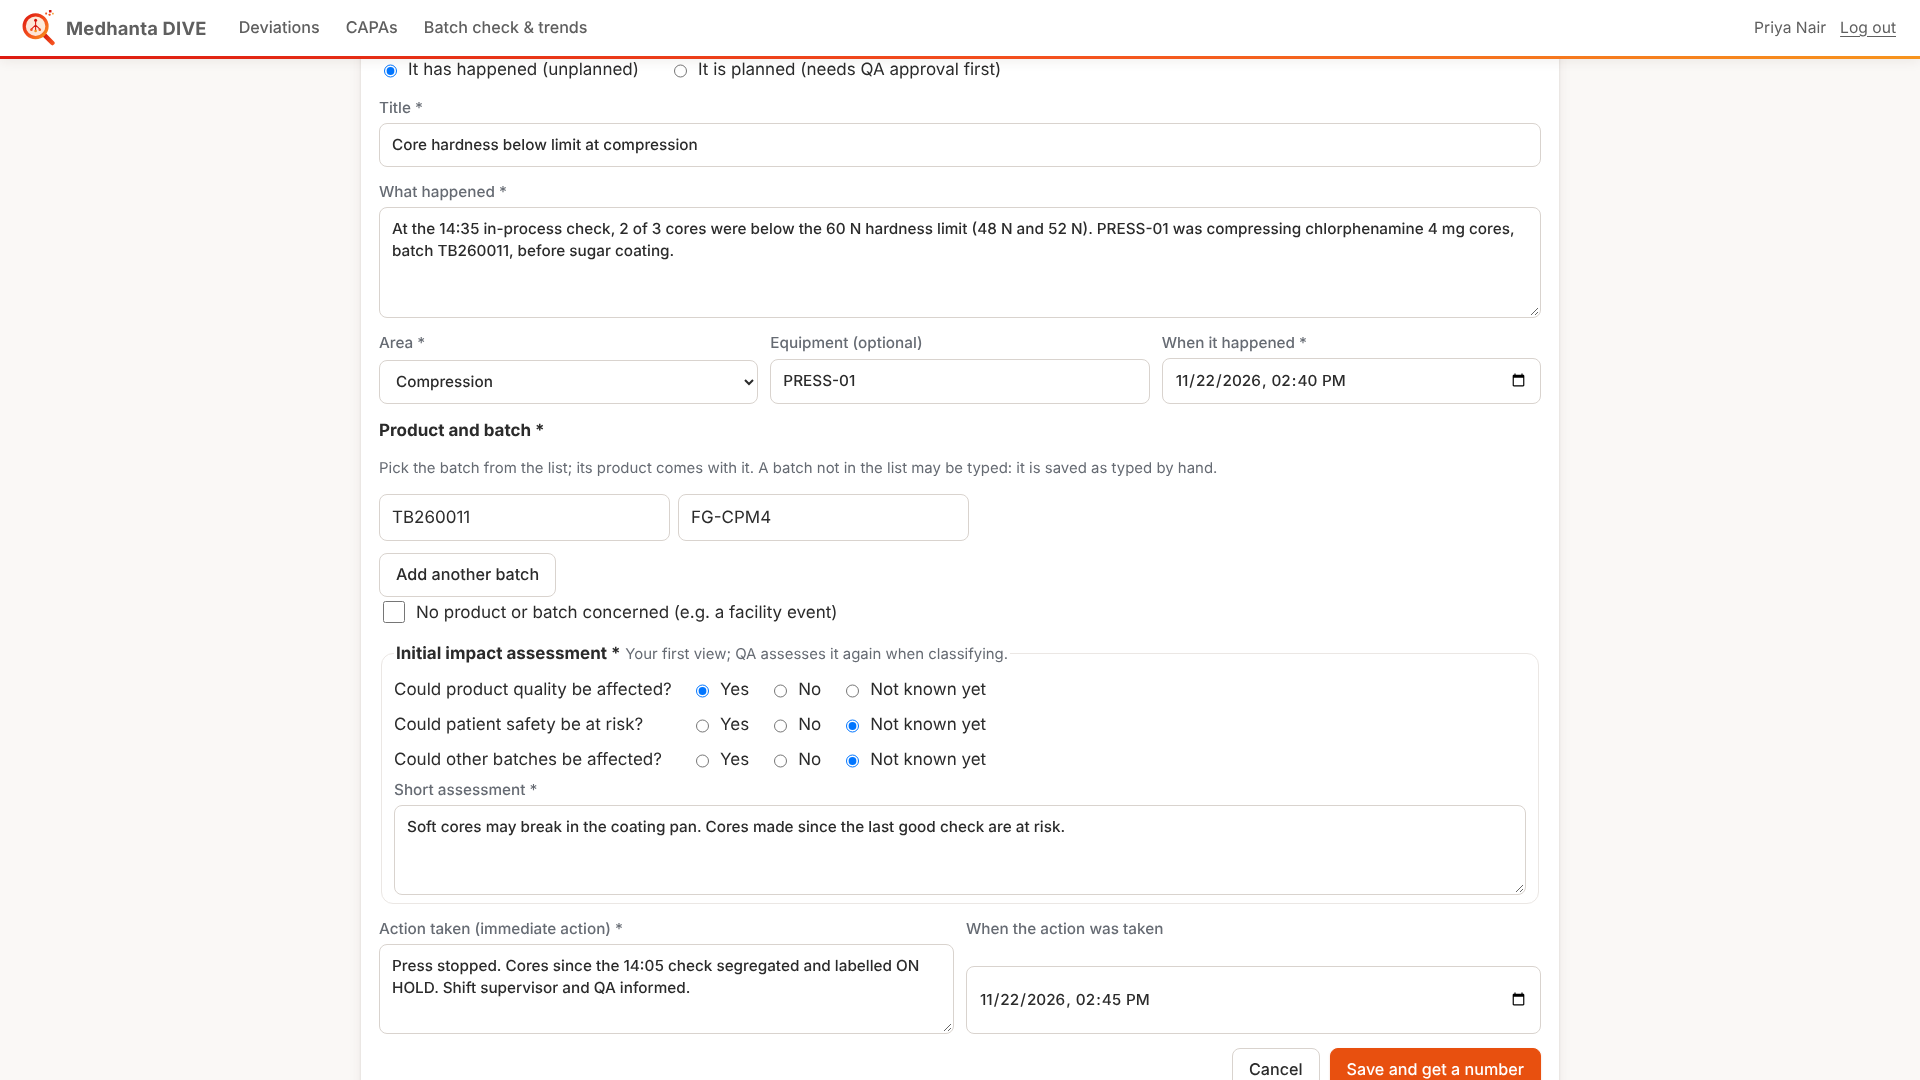 Medhanta DIVE Deviations CAPAs Batch check & trends Priya Nair Log out
It has happened (unplanned) It is planned (needs QA approval first)
Title *
Core hardness below limit at compression
What happened *
At the 14:35 in-process check, 2 of 3 cores were below the 60 N hardness limit (48 N and 52 N). PRESS-01 was compressing chlorphenamine 4 mg cores,
batch TB260011, before sugar coating.
Area * Equipment (optional) When it happened *
Compression PRESS-01 11/22/2026, 02:40 PM
Product and batch *
Pick the batch from the list; its product comes with it. A batch not in the list may be typed: it is saved as typed by hand.
TB260011 FG-CPM4
Add another batch
No product or batch concerned (e.g. a facility event)
Initial impact assessment * Your first view; QA assesses it again when classifying.
Could product quality be affected? Yes No Not known yet
Could patient safety be at risk? Yes No Not known yet
Could other batches be affected? Yes No Not known yet
Short assessment *
Soft cores may break in the coating pan. Cores made since the last good check are at risk.
Action taken (immediate action) * When the action was taken
Press stopped. Cores since the 14:05 check segregated and labelled ON
HOLD. Shift supervisor and QA informed.
11/22/2026, 02:45 PM
Cancel Save and get a number